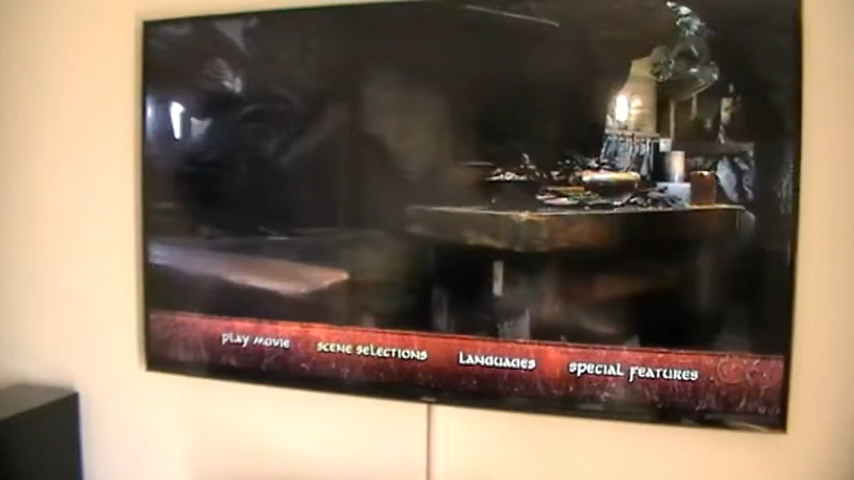 play movie
scene selections
Languages
special features